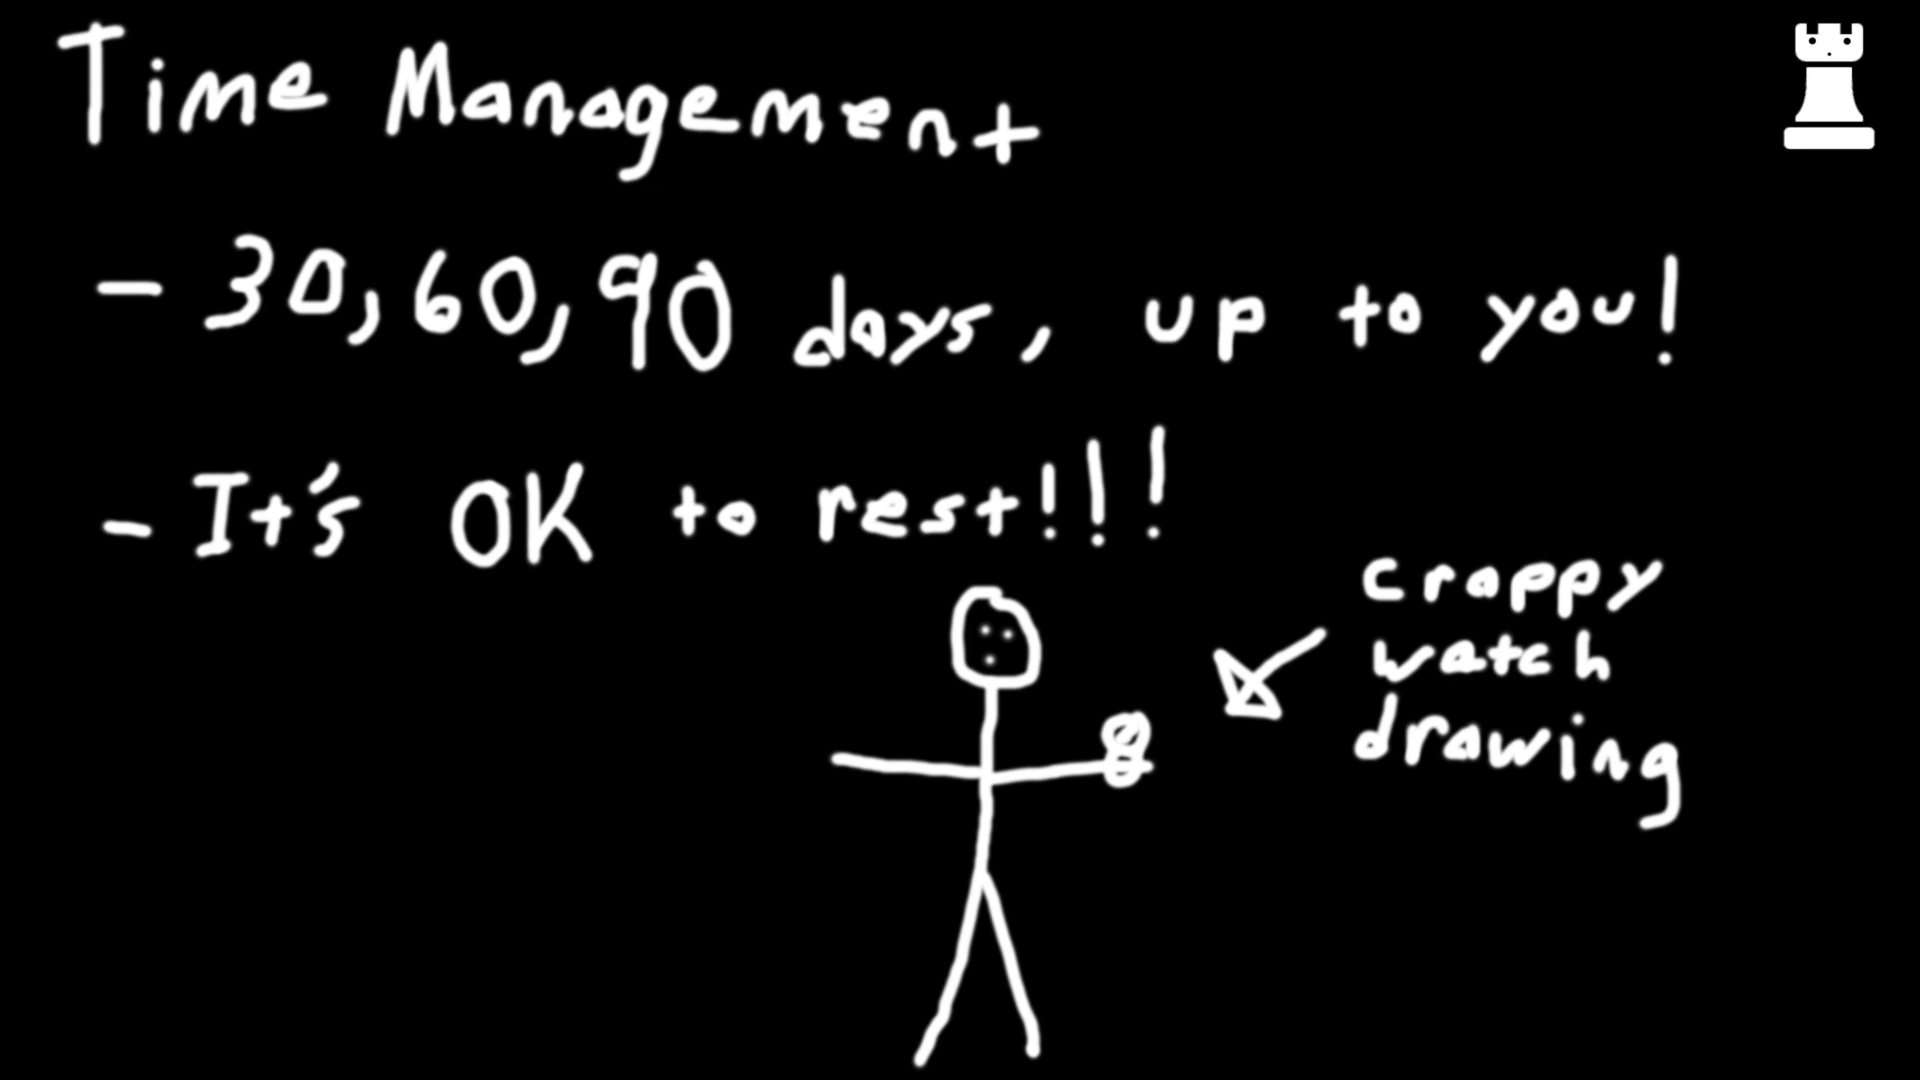 Time Management
- 30, 60, 90 days, up to you!
- It's OK to rest!!!
crappy
watch
drawing